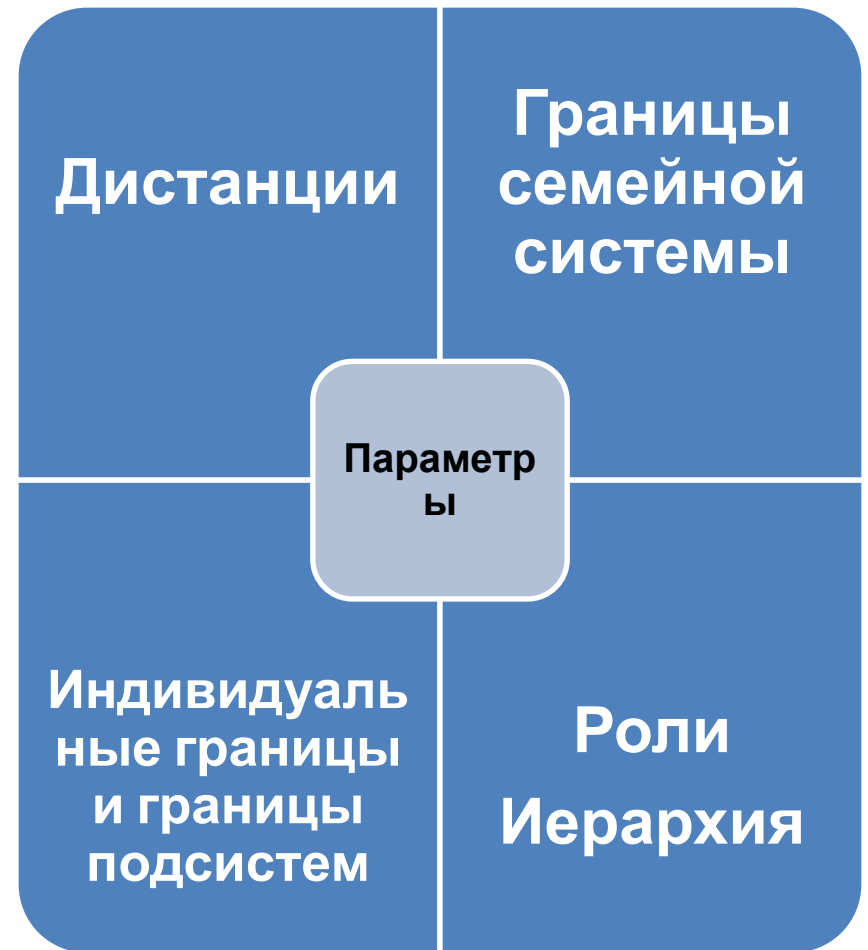 Дистанции
Границы
семейной
системы
Параметр
ы
Индивидуаль
ные границы
и границы
подсистем
Роли
Иерархия